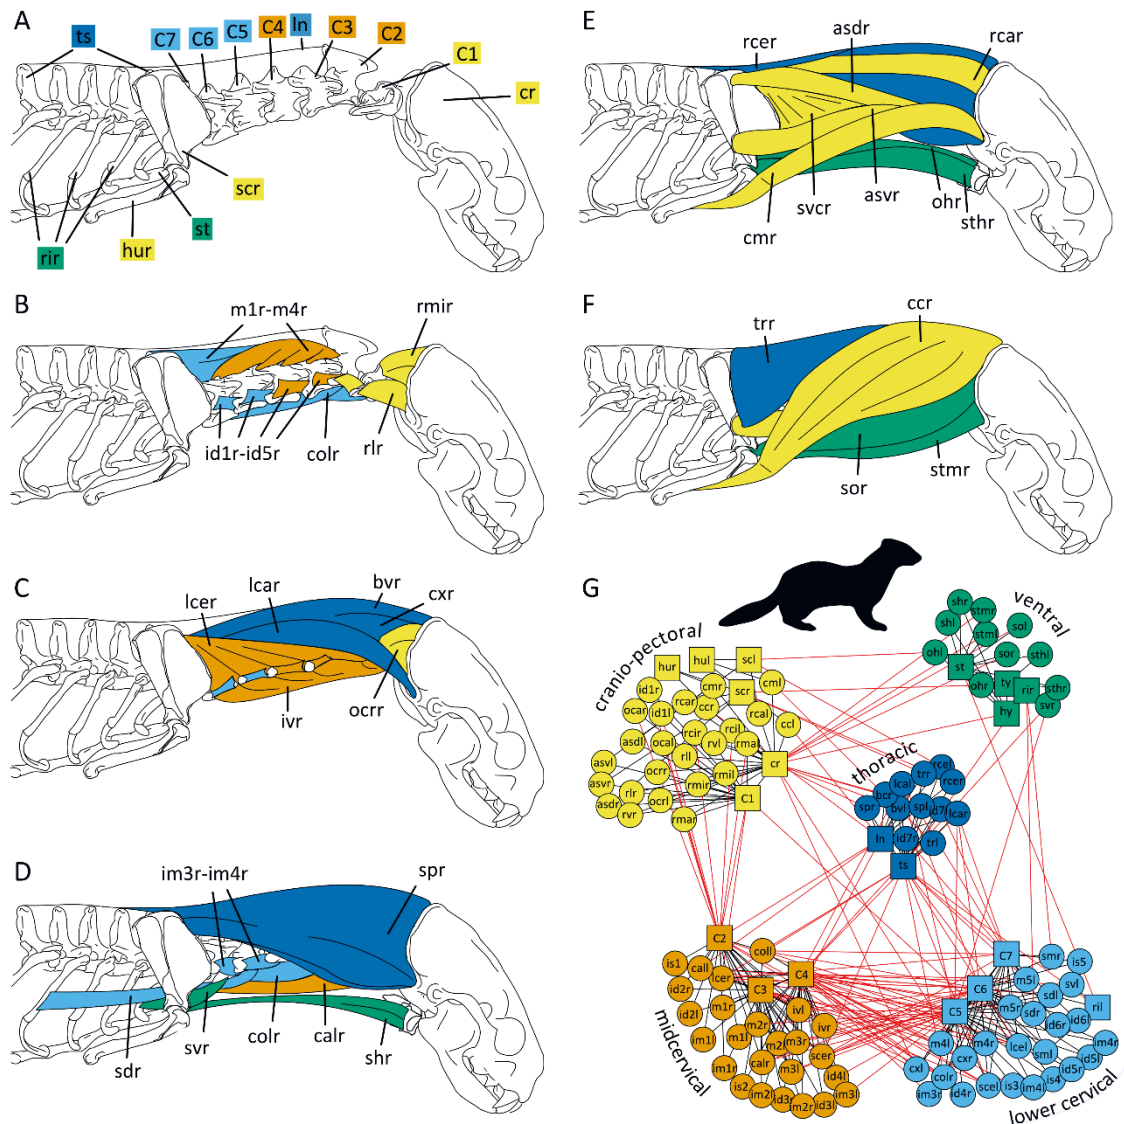 A
ts
C7
C6
C5
C4
ln
C3
C2
C1
cr
scr
st
hur
rir
E
rcer
asdr
rcar
cmr
svcr
asvr
ohr
sthr
B
m1r-m4r
rmir
id1r-id5r
colr
rlr
F
trr
ccr
sor
stmr
C
lcer
lcar
bvr
cxr
ivr
ocrr
D
im3r-im4r
spr
sdr
svr
colr
calr
shr
G
cranio-pectoral
hur
hul
scl
id1r
cmr
scr
cml
ocar
id1l
rcar
ccr
rcal
ccl
asdl
ocal
rcir
rcil
rvl
rmal
asvl
rll
cr
asvr
ocrr
rmir
rmil
asdr
rlr
ocrl
C1
rvr
rmar
ventral
shr
stmr
shl
stml
sol
ohl
st
sor
sthl
ohr
ty
rir
sthr
hy
svr
thoracic
lcal
trr
rcel
rcer
bcr
spr
bvl
spl
id7l
lcar
ln
id7r
trl
ts
midcervical
C2
coll
is1
call
lcer
C4
id2r
C3
id2l
m1r
ivl
im1l
m1l
m2r
ivr
m2l
m3r
im1r
calr
scer
m3l
is2
im2l
id3r
m2r
id3l
id4l
im3l
lower cervical
C7
smr
is5
C6
m5l
svl
C5
m5r
sdl
sdr
ril
id6r
id6l
m4l
m4r
lcel
im4r
cxr
sml
id5l
cxl
id5r
colr
is4
im3r
id4r
scel
is3
im4l